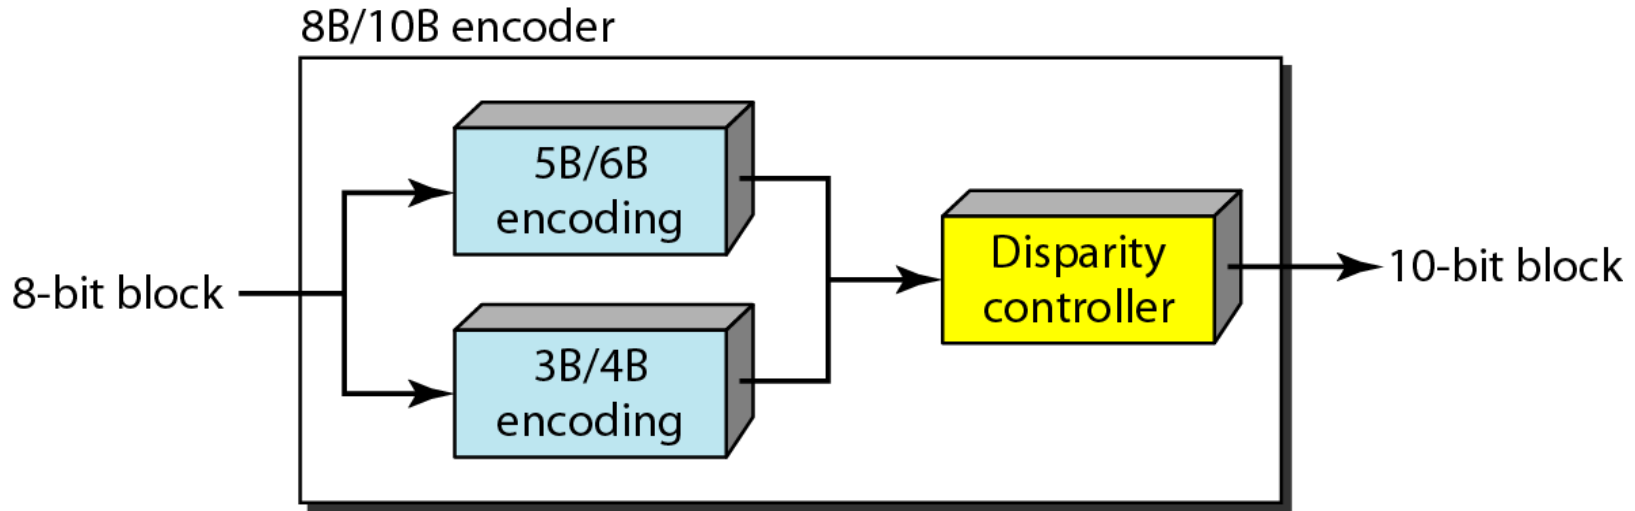 8B/10B encoder
5B/6B
encoding
8-bit block
3B/4B
encoding
Disparity
controller
10-bit block